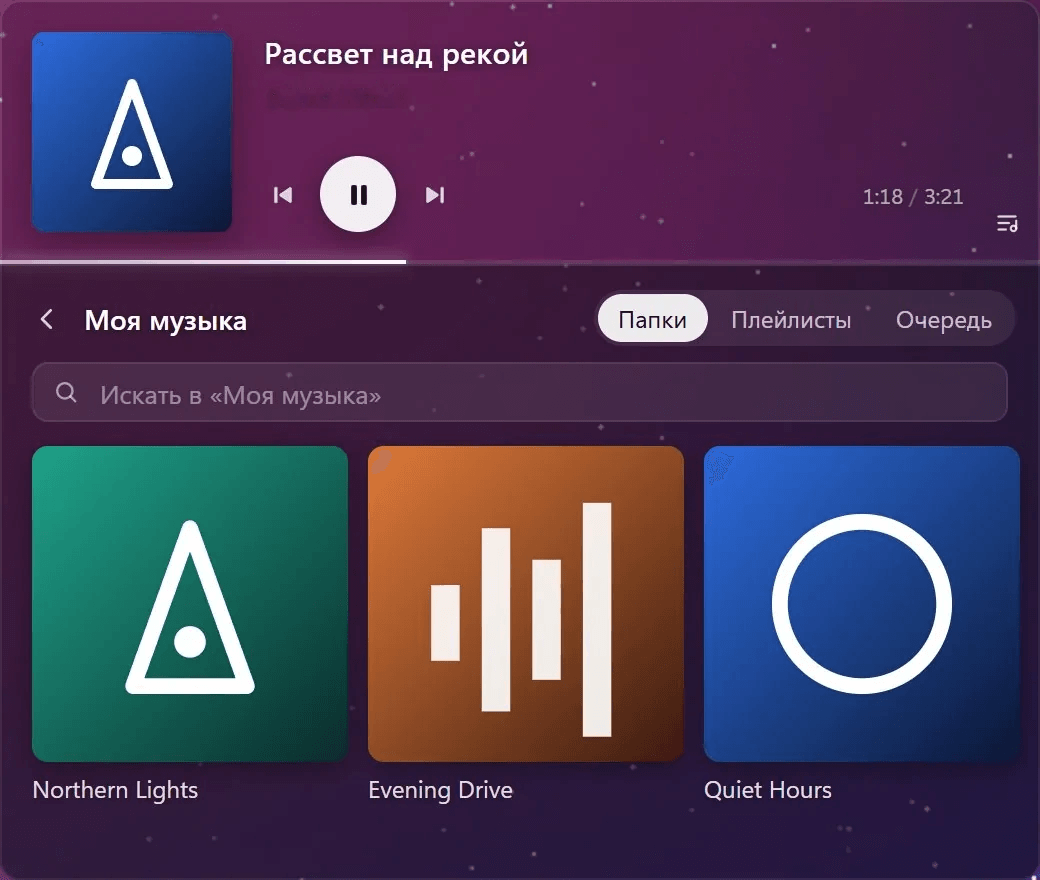 Рассвет над рекой
1:18 / 3:21
Моя музыка
Папки
Плейлисты
Очередь
Искать в «Моя музыка»
Northern Lights
Evening Drive
Quiet Hours